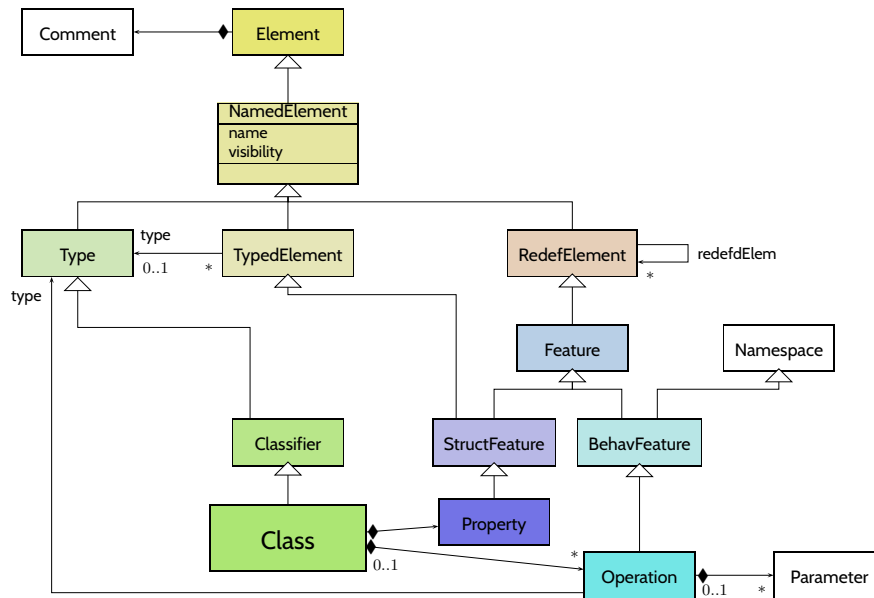 Comment
Element
NamedElement
name
visibility
Type
type
0..1
*
TypedElement
RedefElement
redefdElem
*
type
Feature
Namespace
Classifier
StructFeature
BehavFeature
Class
Property
0..1
*
Operation
0..1
*
Parameter